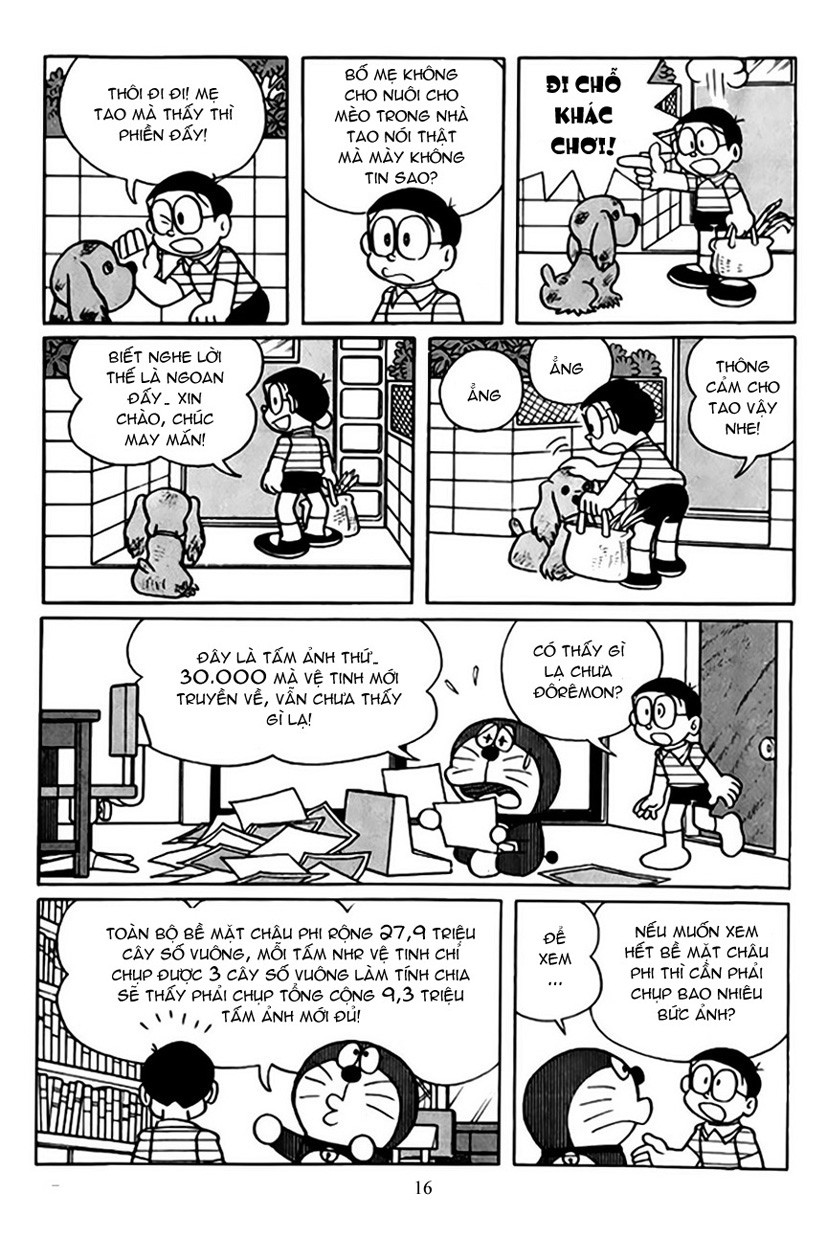 ĐI CHỖ
KHÁC
CHƠI!
BỐ MẸ KHÔNG
CHO NUÔI CHO
MÈO TRONG NHÀ
TAO NÓI THẬT
MÀ MÀY KHÔNG
TIN SAO?
THÔI ĐI ĐI! MẸ
TAO MÀ THẤY THÌ
PHIỀN ĐẤY!
THÔNG
CẢM CHO
TAO VẬY
NHE!
ẲNG
ẲNG
BIẾT NGHE LỜI
THẾ LÀ NGOAN
ĐẤY_ XIN
CHÀO, CHÚC
MAY MẮN!
CÓ THẤY GÌ
LẠ CHƯA
ĐÔRÊMON?
ĐÂY LÀ TẤM ẢNH THỨ_
30.000 MÀ VỆ TINH MỚI
TRUYỀN VỀ, VẪN CHƯA THẤY
GÌ LẠ!
NẾU MUỐN XEM
HẾT BỀ MẶT CHÂU
PHI THÌ CẦN PHẢI
CHỤP BAO NHIÊU
BỨC ẢNH?
ĐỂ
XEM
...
TOÀN BỘ BỀ MẶT CHÂU PHI RỘNG 27,9 TRIỆU
CÂY SỐ VUÔNG, MỖI TẤM NHR VỆ TINH CHỈ
CHỤP ĐƯỢC 3 CÂY SỐ VUÔNG LÀM TÍNH CHIA
SẼ THẤY PHẢI CHỤP TỔNG CỘNG 9,3 TRIỆU
TẤM ẢNH MỚI ĐỦ!
16